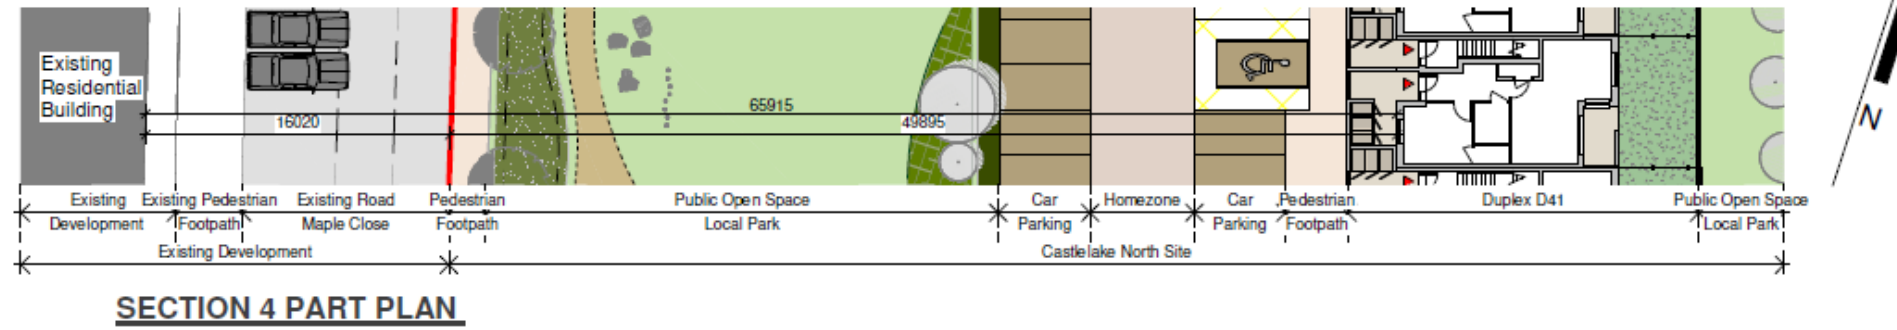 Existing
Residential
Building
65915
16020
49895
N
Existing
Development
Existing Pedestrian
Footpath
Existing Road
Maple Close
Pedestrian
Footpath
Public Open Space
Local Park
Car
Parking
Homezone
Car
Parking
Pedestrian
Footpath
Duplex D41
Public Open Space
Local Park
Existing Development
Castlelake North Site
SECTION 4 PART PLAN